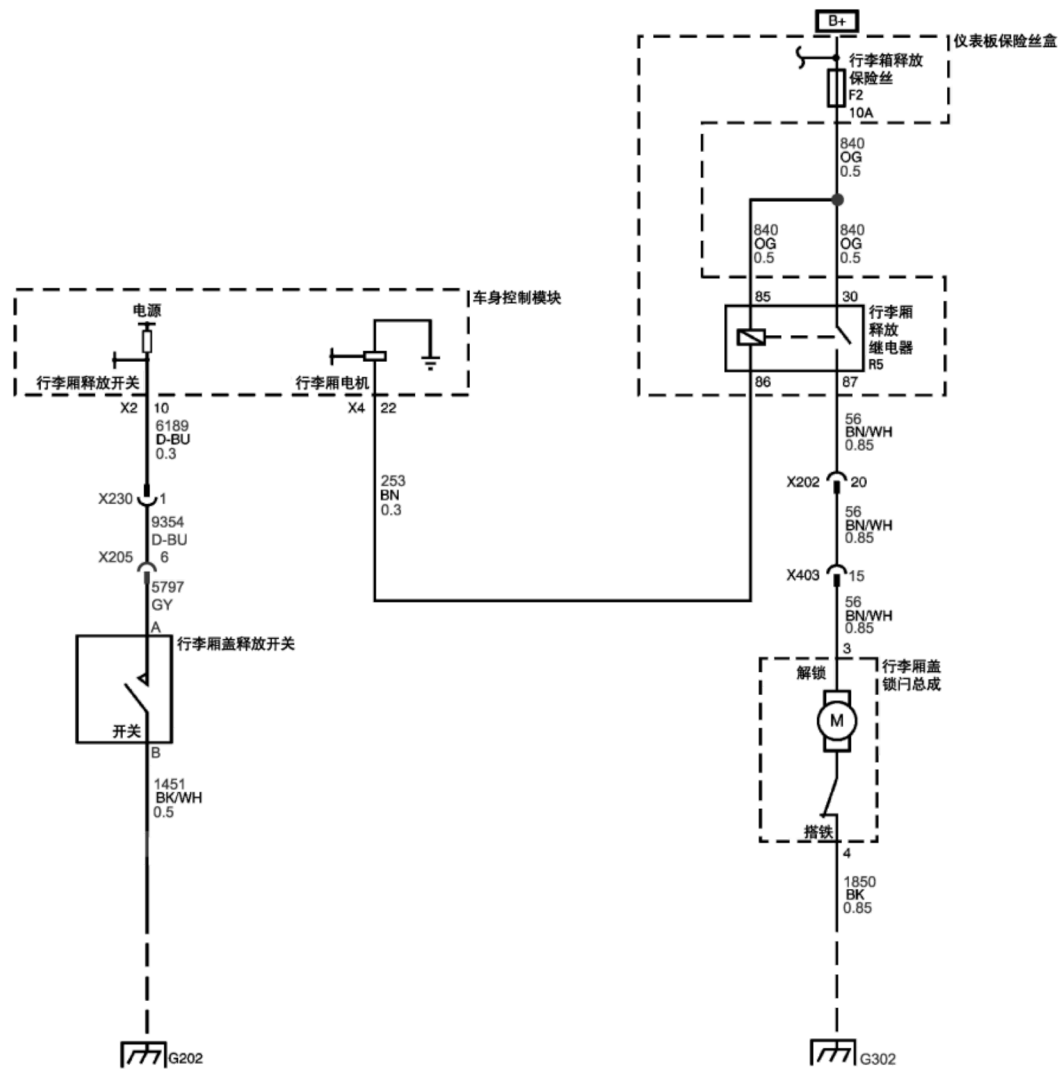 B+
仪表板保险丝盒
行李箱释放
保险丝
F2
10A
840
OG
0.5
840
OG
0.5
840
OG
0.5
车身控制模块
电源
行李厢释放开关
行李厢电机
X2
10
X4
22
85
30
行李厢
释放
继电器
R5
86
87
6189
D-BU
0.3
X230
1
9354
D-BU
X205
6
5797
GY
A
行李厢盖释放开关
开关
B
1451
BK/WH
0.5
G202
253
BN
0.3
56
BN/WH
0.85
X202
20
56
BN/WH
0.85
X403
15
56
BN/WH
0.85
3
解锁
行李厢盖
锁闩总成
M
搭铁
4
1850
BK
0.85
G302